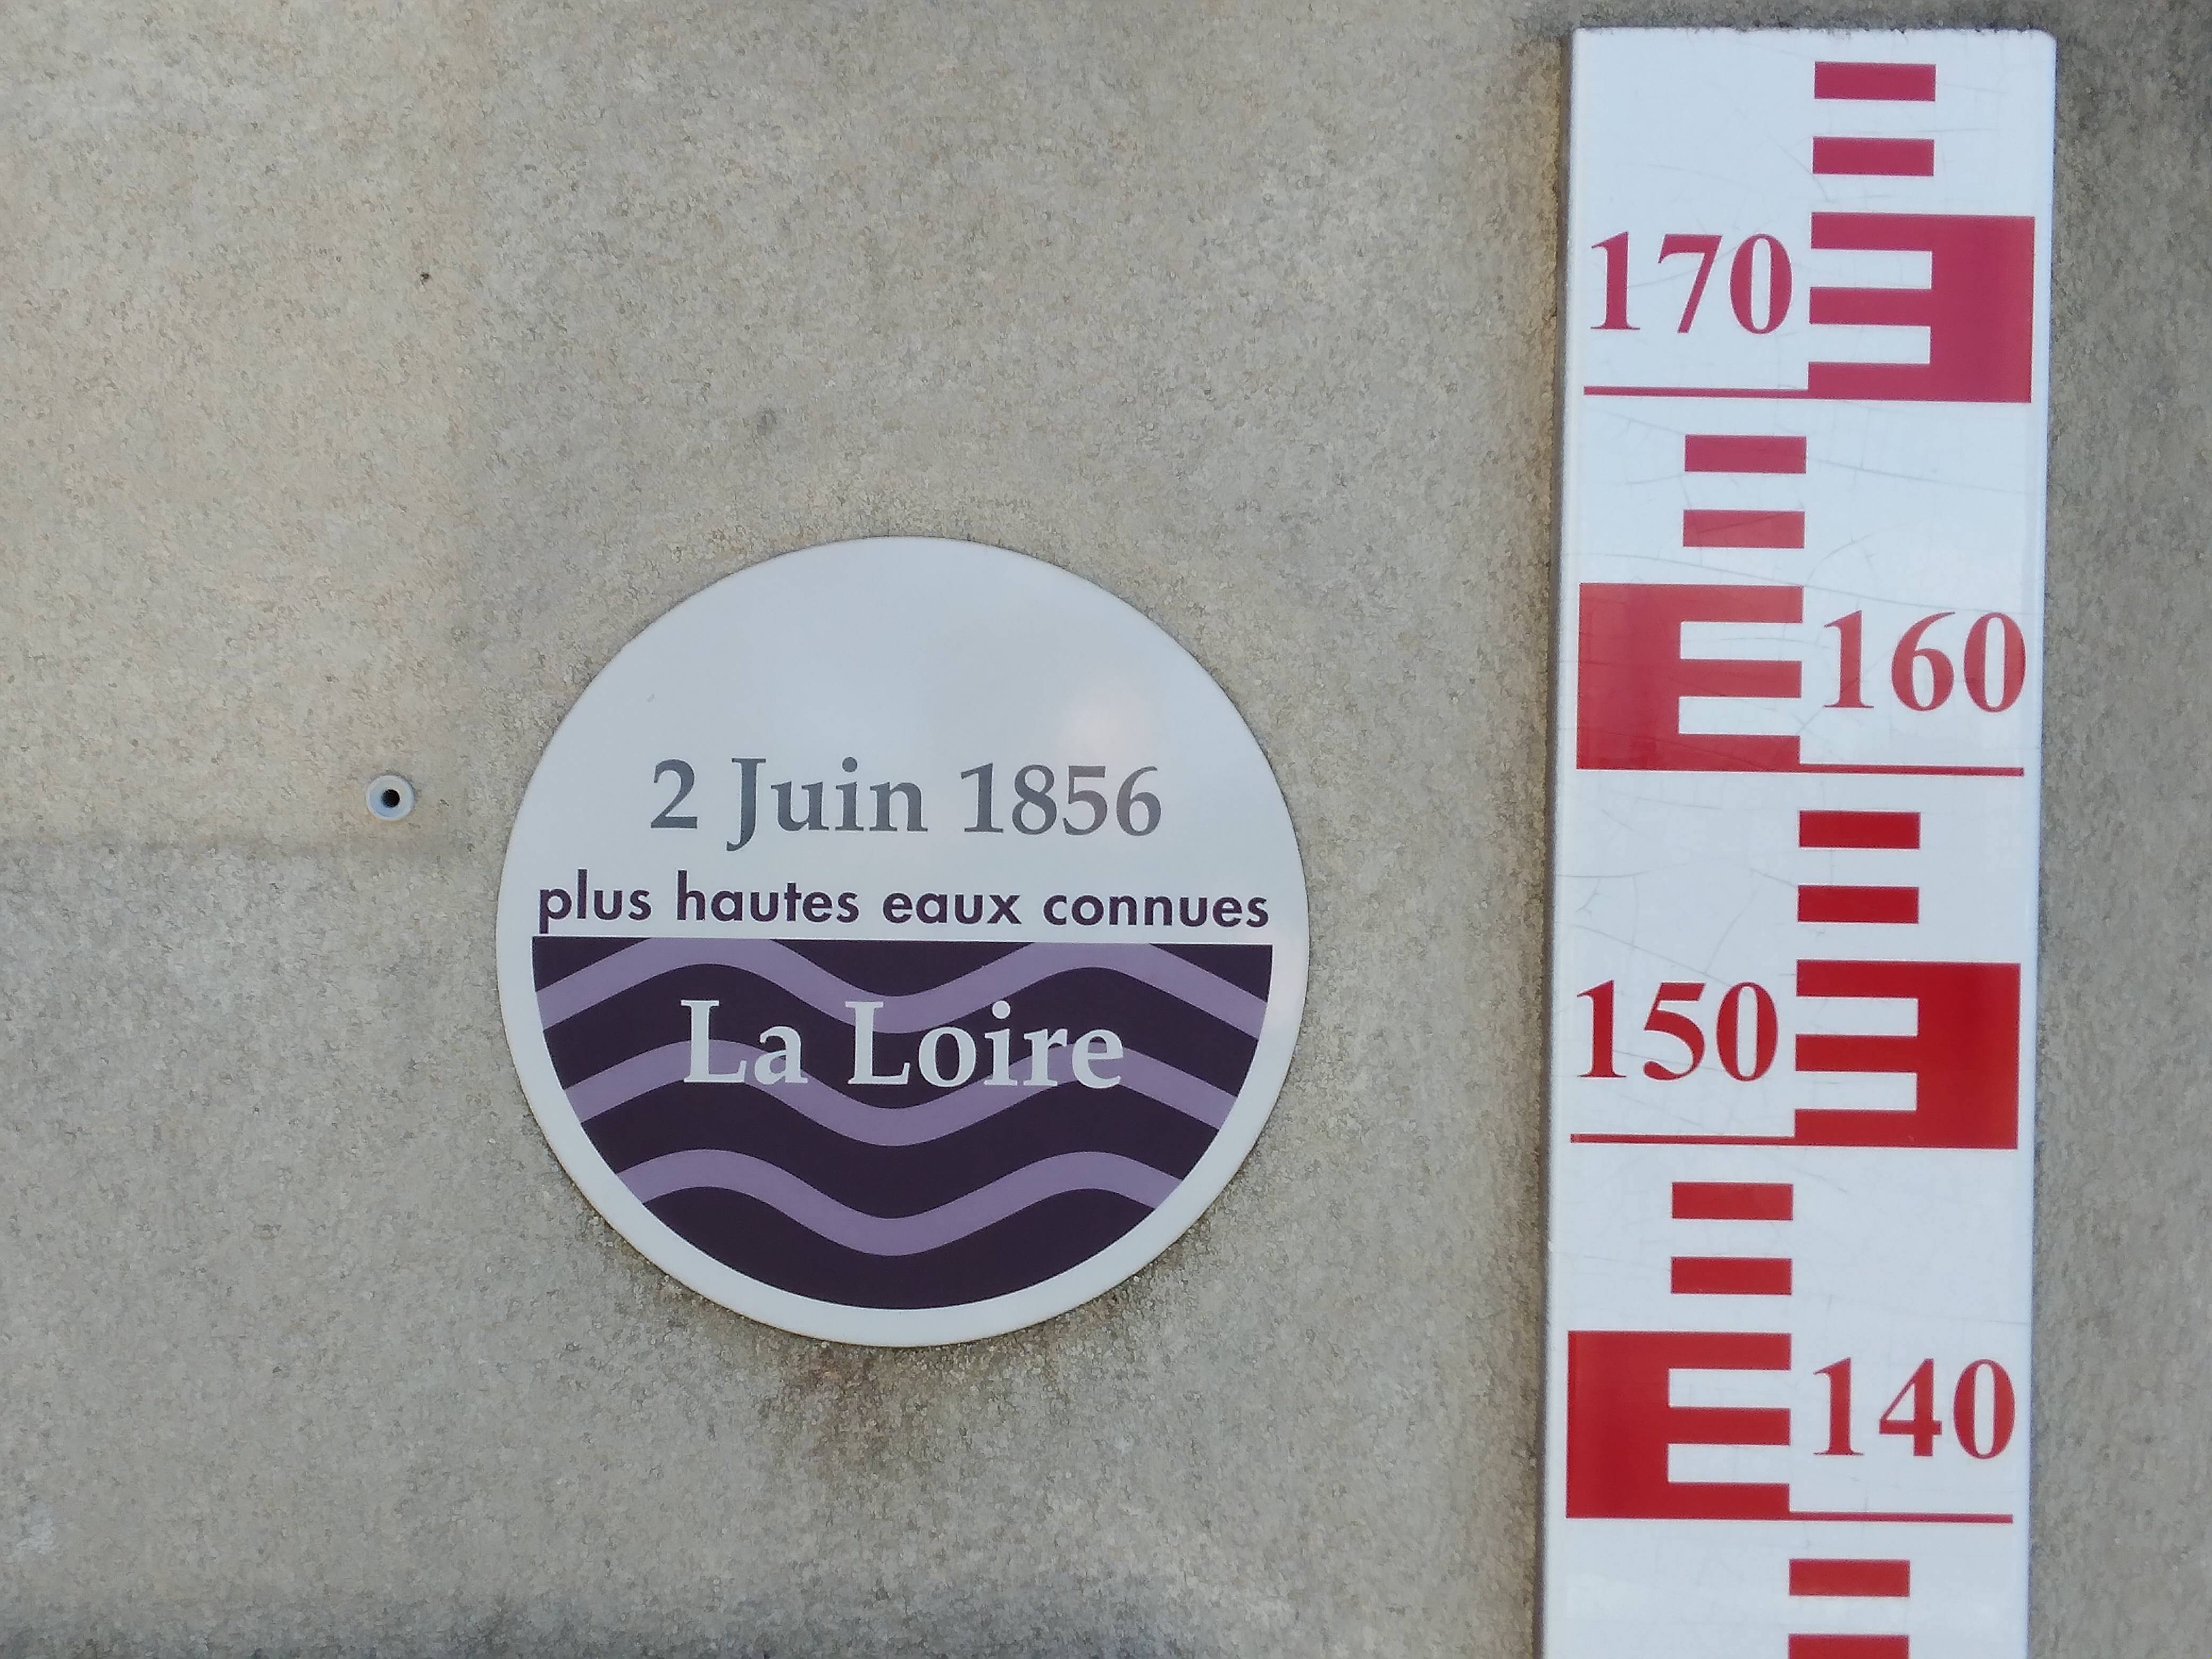 2 Juin 1856
plus hautes eaux connues
La Loire
170
160
150
140